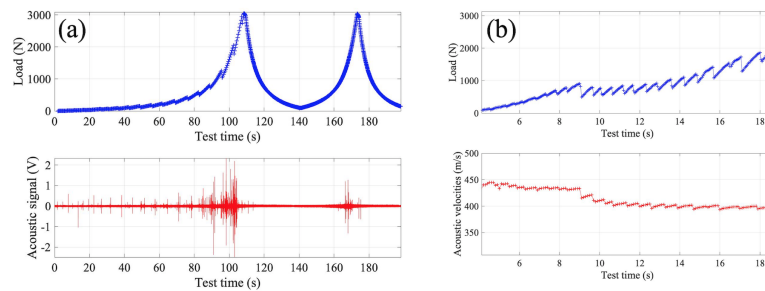 (a)
Load (N)
3000
2000
1000
0
0 20 40 60 80 100 120 140 160 180
Test time (s)
Acoustic signal (V)
2
1
0
-1
-2
0 20 40 60 80 100 120 140 160 180
Test time (s)
(b)
Load (N)
3000
2000
1000
0
6 8 10 12 14 16 18
Test time (s)
Acoustic velocities (m/s)
500
450
400
350
6 8 10 12 14 16 18
Test time (s)